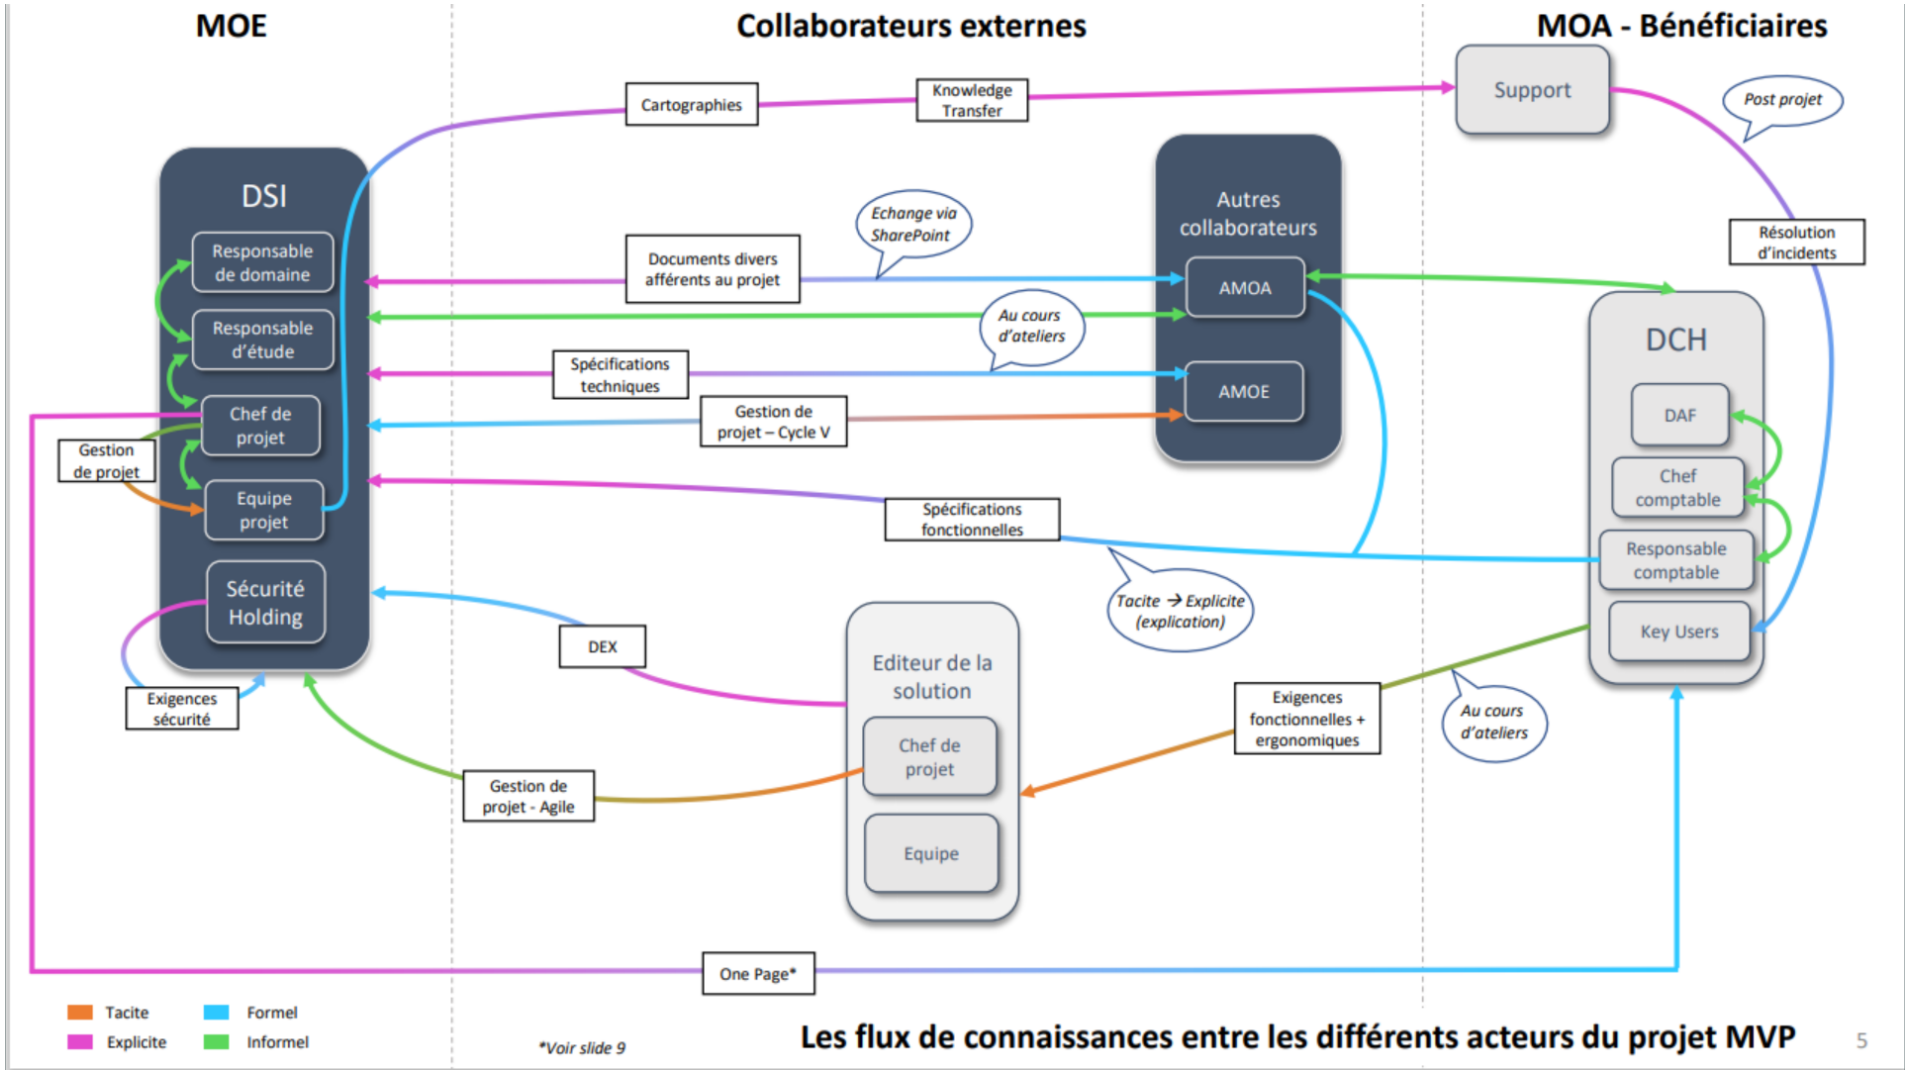 MOE
Collaborateurs externes
MOA - Bénéficiaires
Cartographies
Knowledge
Transfer
Support
Post projet
DSI
Responsable
de domaine
Responsable
d'étude
Chef de
projet
Equipe
projet
Sécurité
Holding
Gestion
de projet
Exigences
sécurité
Echange via
SharePoint
Documents divers
afférents au projet
Au cours
d'ateliers
Spécifications
techniques
Gestion de
projet – Cycle V
Spécifications
fonctionnelles
Tacite → Explicite
(explication)
DEX
Gestion de
projet - Agile
Autres
collaborateurs
AMOA
AMOE
Editeur de la
solution
Chef de
projet
Equipe
Exigences
fonctionnelles +
ergonomiques
Au cours
d'ateliers
Résolution
d'incidents
DCH
DAF
Chef
comptable
Responsable
comptable
Key Users
One Page*
Tacite
Formel
Explicite
Informel
*Voir slide 9
Les flux de connaissances entre les différents acteurs du projet MVP
5